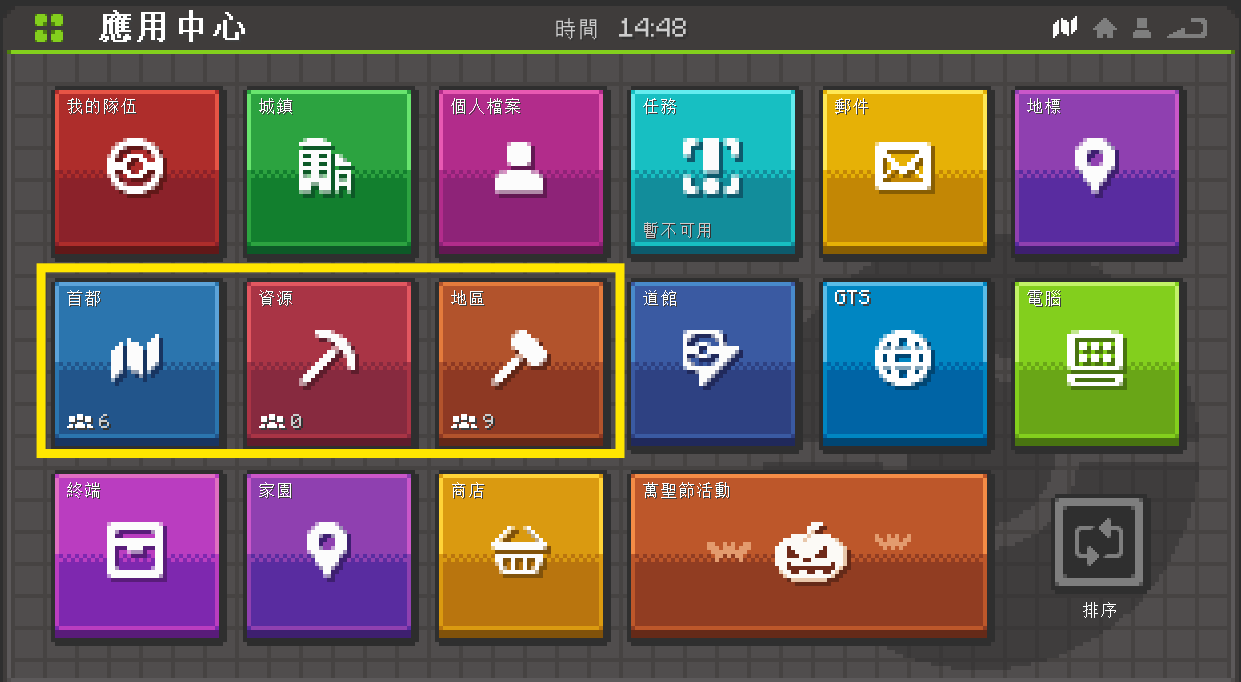 應用中心
時間 14:48
我的隊伍
城鎮
個人檔案
任務
暫不可用
郵件
地標
首都
6
資源
0
地區
9
道館
GTS
電腦
終端
家園
商店
萬聖節活動
排序